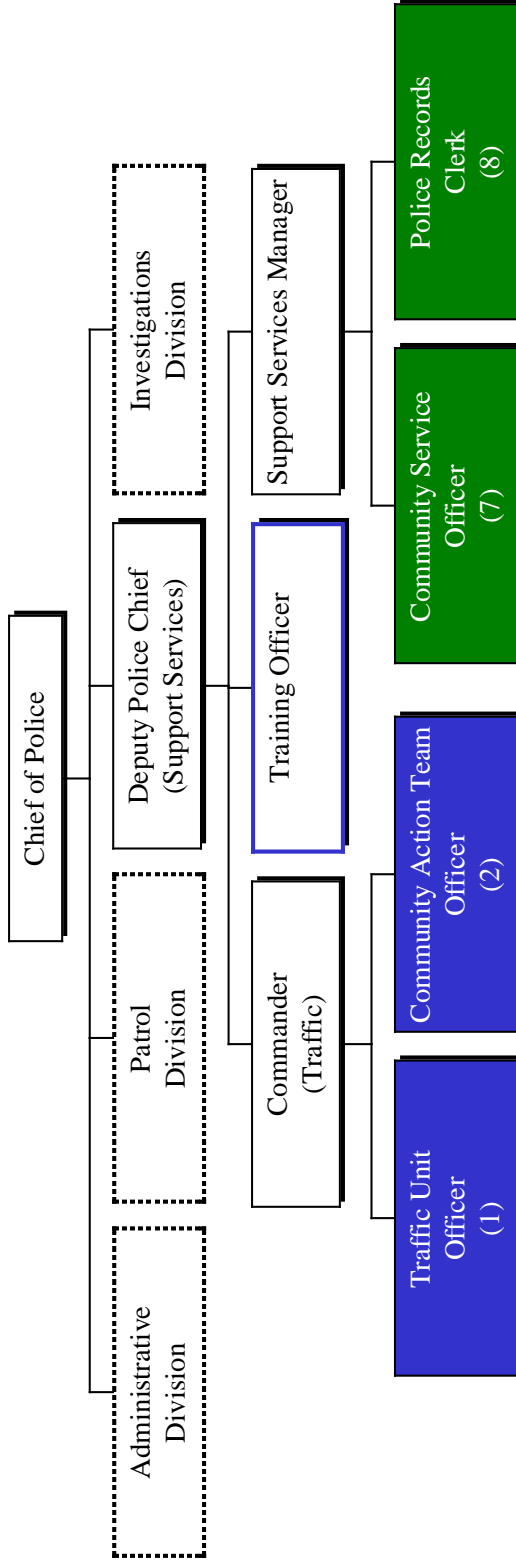 Chief of Police
Administrative
Division
Patrol
Division
Deputy Police Chief
(Support Services)
Investigations
Division
Commander
(Traffic)
Training Officer
Support Services Manager
Traffic Unit
Officer
(1)
Community Action Team
Officer
(2)
Community Service
Officer
(7)
Police Records
Clerk
(8)